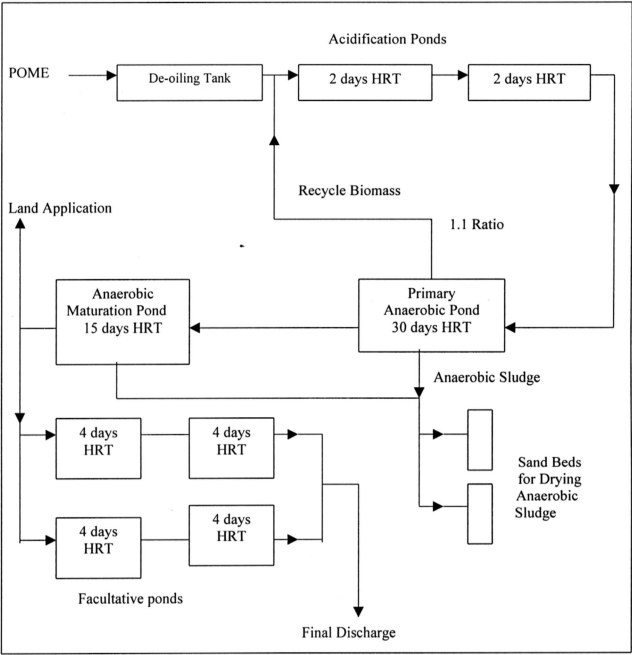 Acidification Ponds
POME
De-oiling Tank
2 days HRT
2 days HRT
Recycle Biomass
Land Application
1.1 Ratio
Anaerobic
Maturation Pond
15 days HRT
Primary
Anaerobic Pond
30 days HRT
Anaerobic Sludge
4 days
HRT
4 days
HRT
Sand Beds
for Drying
Anaerobic
Sludge
4 days
HRT
4 days
HRT
Facultative ponds
Final Discharge